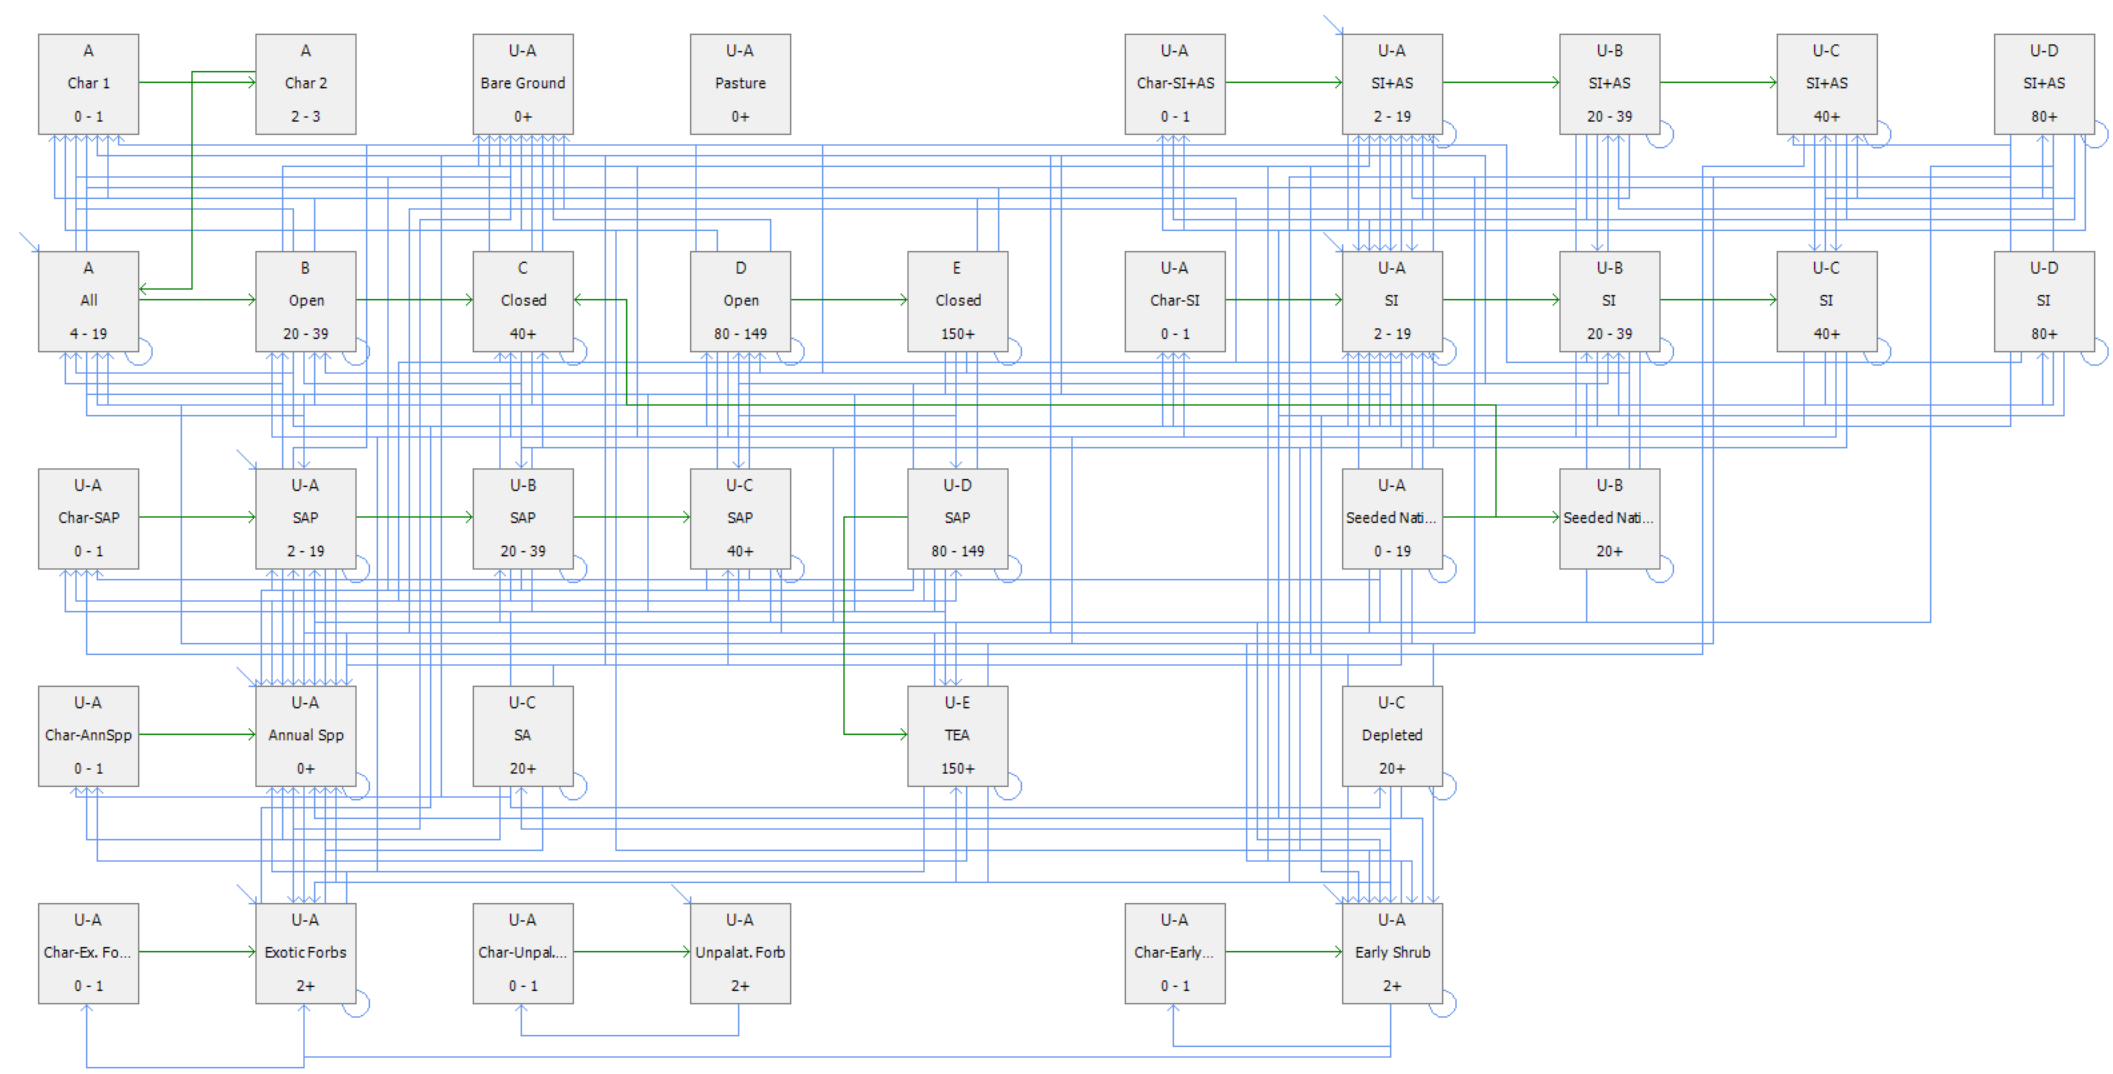 A
Char 1
0 - 1
A
Char 2
2 - 3
U-A
Bare Ground
0+
U-A
Pasture
0+
U-A
Char-SI+AS
0 - 1
U-A
SI+AS
2 - 19
U-B
SI+AS
20 - 39
U-C
SI+AS
40+
U-D
SI+AS
80+
A
All
4 - 19
B
Open
20 - 39
C
Closed
40+
D
Open
80 - 149
E
Closed
150+
U-A
Char-SI
0 - 1
U-A
SI
2 - 19
U-B
SI
20 - 39
U-C
SI
40+
U-D
SI
80+
U-A
Char-SAP
0 - 1
U-A
SAP
2 - 19
U-B
SAP
20 - 39
U-C
SAP
40+
U-D
SAP
80 - 149
U-A
Seeded Nati...
0 - 19
U-B
Seeded Nati...
20+
U-A
Char-AnnSpp
0 - 1
U-A
Annual Spp
0+
U-C
SA
20+
U-E
TEA
150+
U-C
Depleted
20+
U-A
Char-Ex. Fo...
0 - 1
U-A
Exotic Forbs
2+
U-A
Char-Unpal....
0 - 1
U-A
Unpalat. Forb
2+
U-A
Char-Early...
0 - 1
U-A
Early Shrub
2+